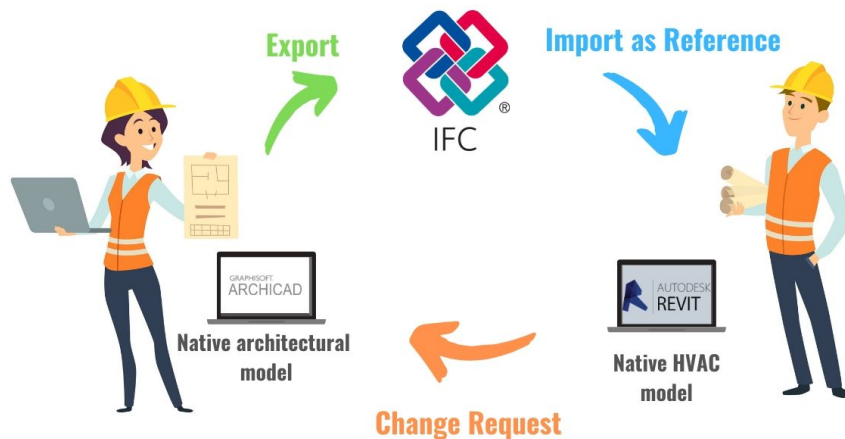 Export
Import as Reference
®
IFC
GRAPHISOFT
ARCHICAD
AUTODESK
REVIT
Native architectural
model
Native HVAC
model
Change Request